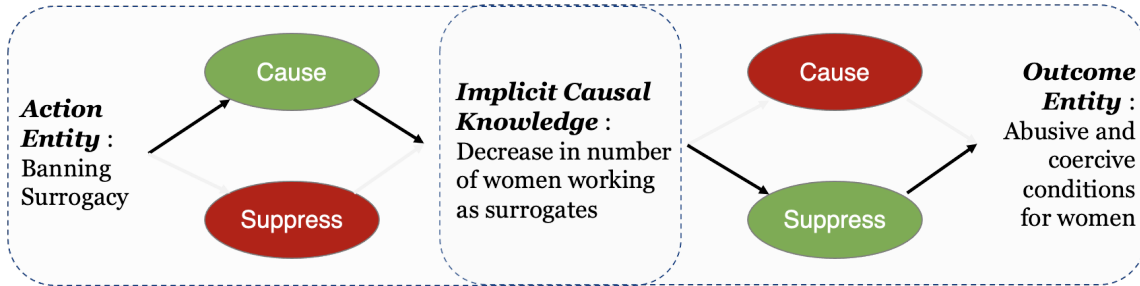 Action
Entity :
Banning
Surrogacy
Cause
Suppress
Implicit Causal
Knowledge :
Decrease in number
of women working
as surrogates
Cause
Suppress
Outcome
Entity :
Abusive and
coercive
conditions
for women